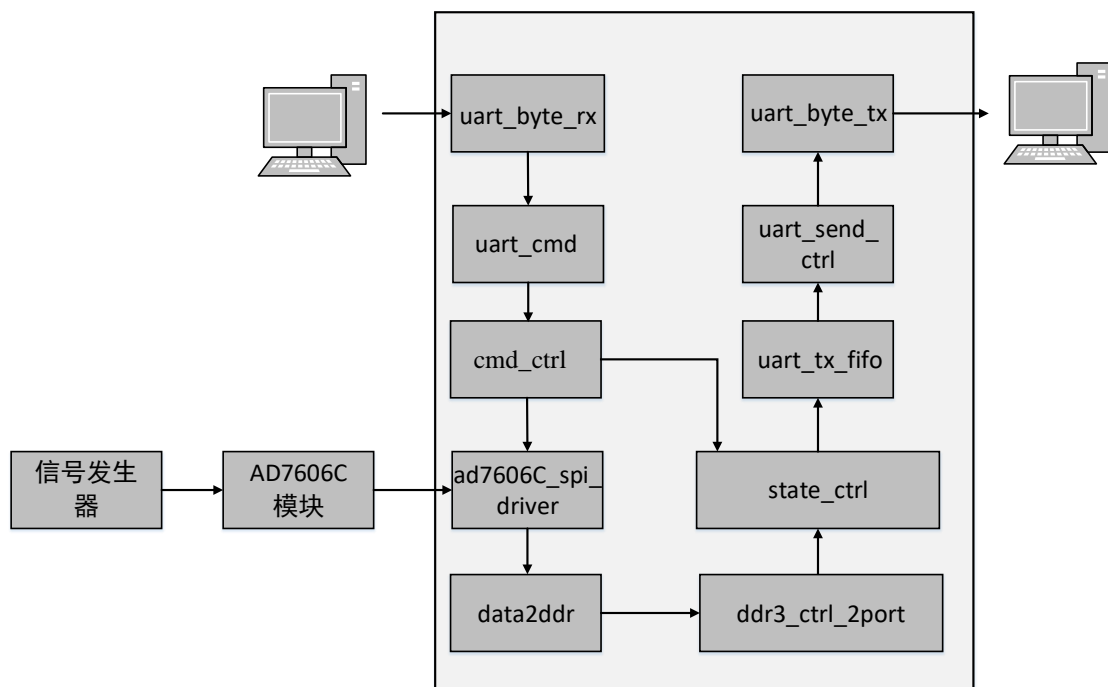 uart_byte_rx
uart_byte_tx
uart_cmd
uart_send_
ctrl
cmd_ctrl
uart_tx_fifo
信号发生
器
AD7606C
模块
ad7606C_spi_
driver
state_ctrl
data2ddr
ddr3_ctrl_2port